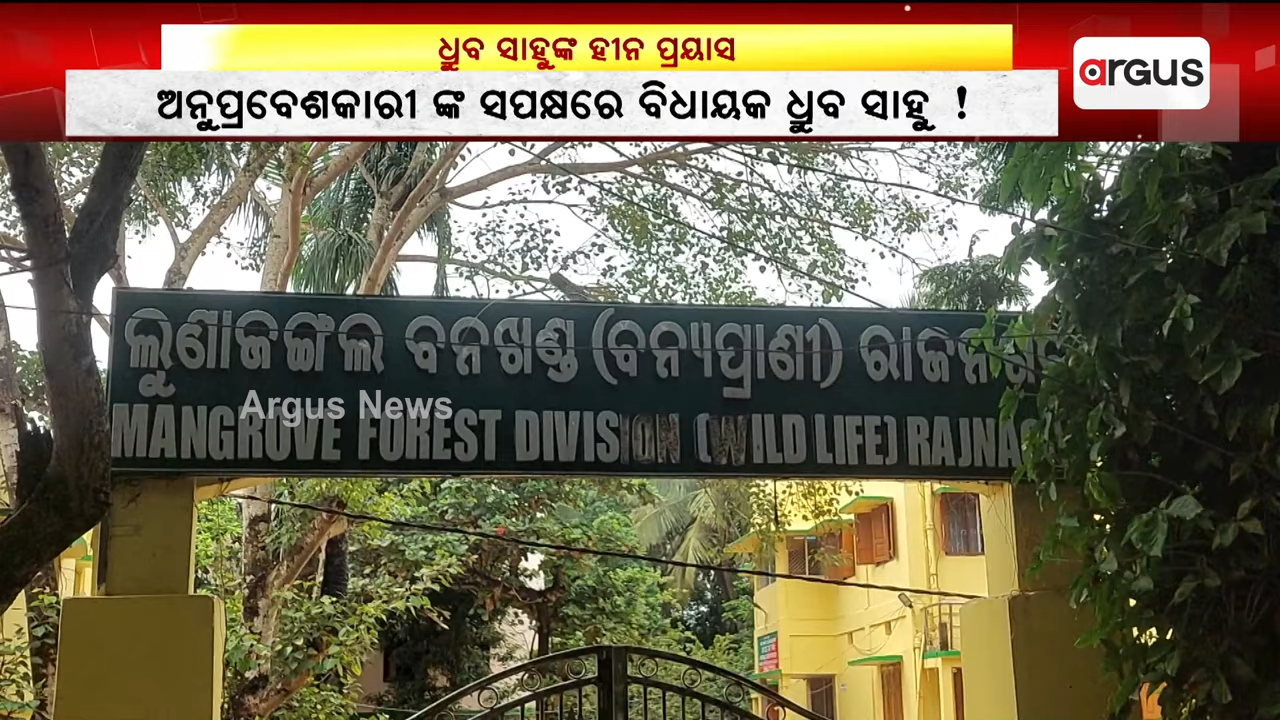 ଧ୍ରୁବ ସାହୁଙ୍କ ହୀନ ପ୍ରୟାସ
ଅନୁପ୍ରବେଶକାରୀ ଙ୍କ ସପକ୍ଷରେ ବିଧାୟକ ଧ୍ରୁବ ସାହୁ !
argus
ଲୁଣାଜଙ୍ଗଲ ବନଖଣ୍ଡ (ବନ୍ୟପ୍ରାଣୀ)
Argus News
MANGROVE FOREST DIVISION (WILD LIFE)